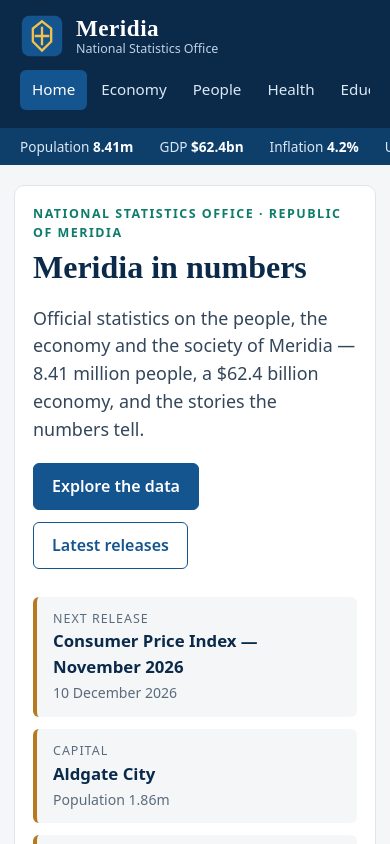 Meridia
National Statistics Office
Home Economy People Health Educ
Population 8.41m GDP $62.4bn Inflation 4.2%
NATIONAL STATISTICS OFFICE · REPUBLIC
OF MERIDIA
Meridia in numbers
Official statistics on the people, the
economy and the society of Meridia —
8.41 million people, a $62.4 billion
economy, and the stories the
numbers tell.
Explore the data
Latest releases
NEXT RELEASE
Consumer Price Index —
November 2026
10 December 2026
CAPITAL
Aldgate City
Population 1.86m